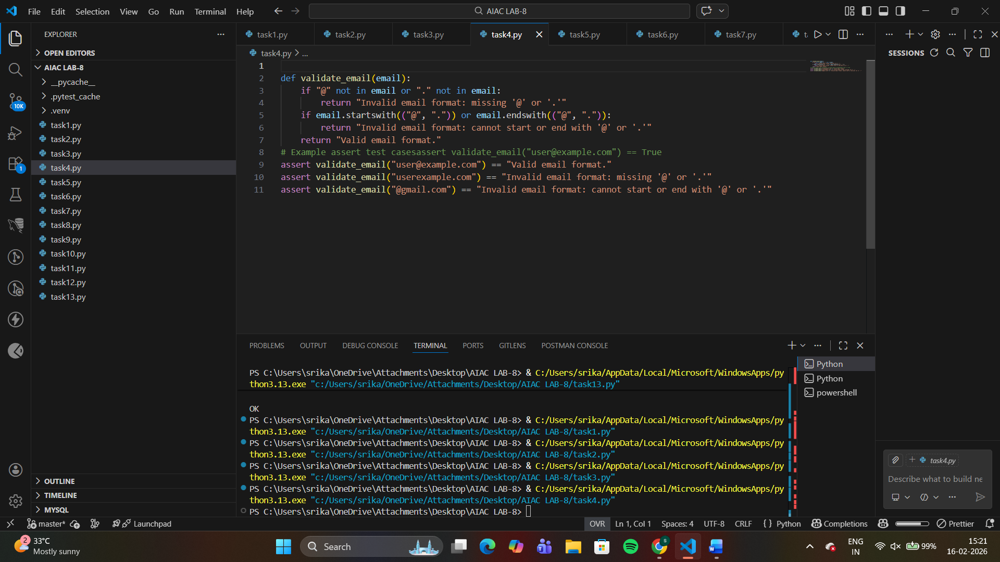 File Edit Selection View Go Run Terminal Help
AIAC LAB-8
EXPLORER
OPEN EDITORS
AIAC LAB-8
__pycache__
.pytest_cache
.venv
task1.py
task2.py
task3.py
task4.py
task5.py
task6.py
task7.py
task8.py
task9.py
task10.py
task11.py
task12.py
task13.py
OUTLINE
TIMELINE
MYSQL
10K
1
task1.py task2.py task3.py task4.py task5.py task6.py task7.py
task4.py > ...
1
2 def validate_email(email):
3 if "@" not in email or "." not in email:
4 return "Invalid email format: missing '@' or '.'"
5 if email.startswith(("@", ".")) or email.endswith(("@", ".")):
6 return "Invalid email format: cannot start or end with '@' or '.'"
7 return "Valid email format."
8 # Example assert test casesassert validate_email("user@example.com") == True
9 assert validate_email("user@example.com") == "Valid email format."
10 assert validate_email("userexample.com") == "Invalid email format: missing '@' or '.'"
11 assert validate_email("@gmail.com") == "Invalid email format: cannot start or end with '@' or '.'"
SESSIONS
PROBLEMS OUTPUT DEBUG CONSOLE TERMINAL PORTS GITLENS POSTMAN CONSOLE
PS C:\Users\srika\OneDrive\Attachments\Desktop\AIAC LAB-8> & C:/Users/srika/AppData/Local/Microsoft/WindowsApps/py
thon3.13.exe "c:/Users/srika/OneDrive/Attachments/Desktop/AIAC LAB-8/task13.py"
OK
PS C:\Users\srika\OneDrive\Attachments\Desktop\AIAC LAB-8> & C:/Users/srika/AppData/Local/Microsoft/WindowsApps/py
thon3.13.exe "c:/Users/srika/OneDrive/Attachments/Desktop/AIAC LAB-8/task1.py"
PS C:\Users\srika\OneDrive\Attachments\Desktop\AIAC LAB-8> & C:/Users/srika/AppData/Local/Microsoft/WindowsApps/py
thon3.13.exe "c:/Users/srika/OneDrive/Attachments/Desktop/AIAC LAB-8/task2.py"
PS C:\Users\srika\OneDrive\Attachments\Desktop\AIAC LAB-8> & C:/Users/srika/AppData/Local/Microsoft/WindowsApps/py
thon3.13.exe "c:/Users/srika/OneDrive/Attachments/Desktop/AIAC LAB-8/task3.py"
PS C:\Users\srika\OneDrive\Attachments\Desktop\AIAC LAB-8> & C:/Users/srika/AppData/Local/Microsoft/WindowsApps/py
thon3.13.exe "c:/Users/srika/OneDrive/Attachments/Desktop/AIAC LAB-8/task4.py"
PS C:\Users\srika\OneDrive\Attachments\Desktop\AIAC LAB-8>
Python
Python
powershell
task4.py
Describe what to build ne
master* Launchpad OVR Ln 1, Col 1 Spaces: 4 UTF-8 CRLF { } Python Completions Prettier
2
33°C
Mostly sunny
Search
ENG
IN
99%
15:21
16-02-2026